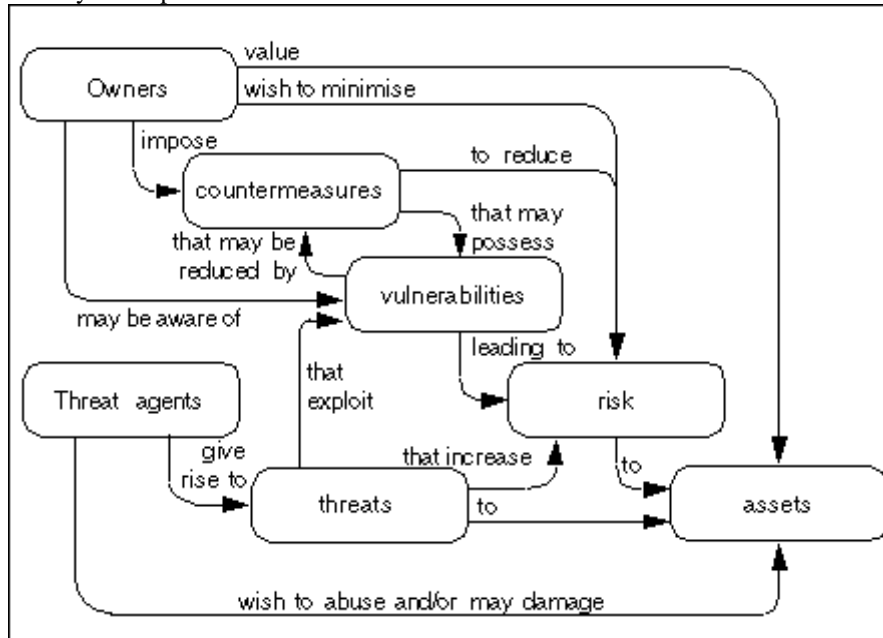 value
Owners
wish to minimise
impose
to reduce
countermeasures
that may be
reduced by
that may
possess
vulnerabilities
may be aware of
leading to
that
exploit
Threat agents
risk
give
rise to
that increase
to
threats
to
assets
wish to abuse and/or may damage